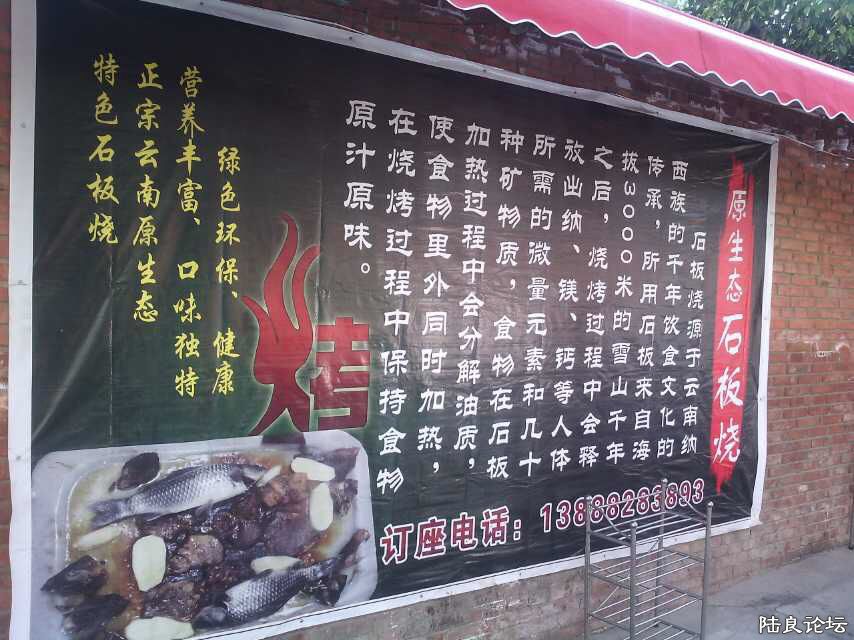 原生态石板烧
石板烧源于云南纳
西族的千年饮食文化的
传承，所用石板来自海
拔3000米的雪山千年
之后，烧烤过程中会释
放出纳、镁、钙等人体
所需的微量元素和几十
种矿物质，食物在石板
加热过程中会分解油质，
使食物里外同时加热，
在烧烤过程中保持食物
原汁原味。
烤
绿色环保、健康
营养丰富、口味独特
正宗云南原生态
特色石板烧
订座电话：13888283893
陆良论坛